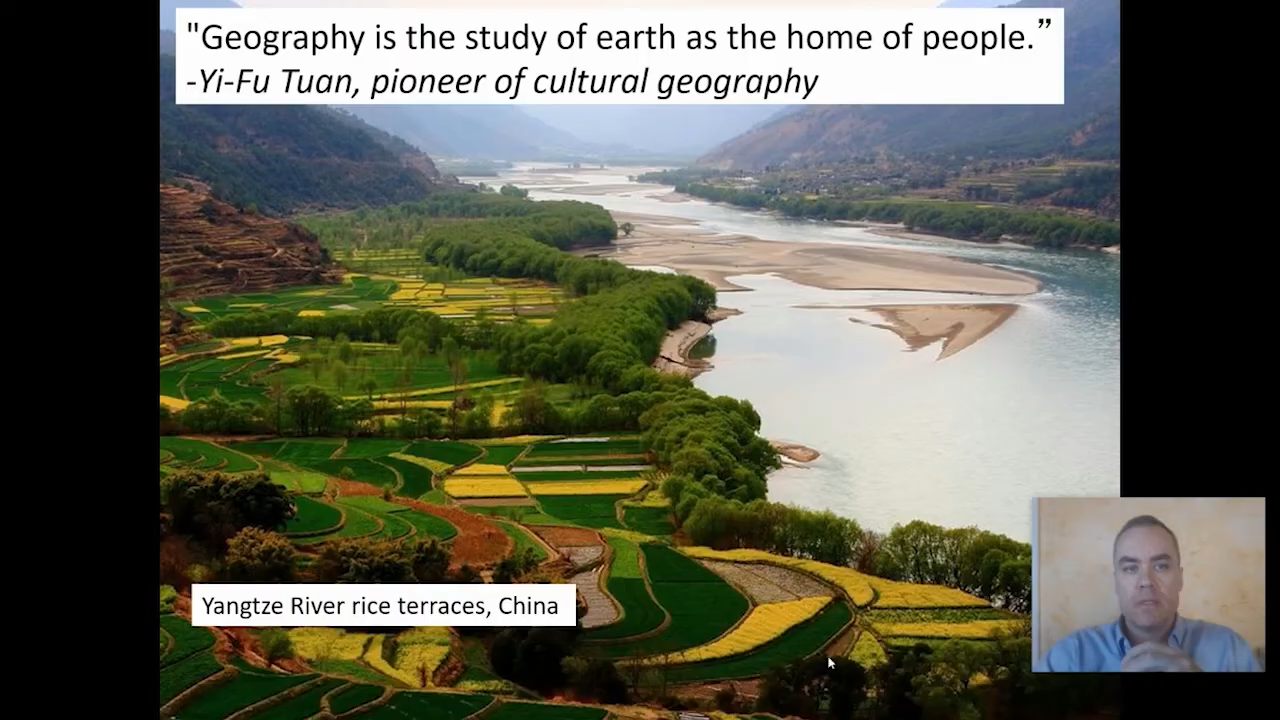 "Geography is the study of earth as the home of people.”
-Yi-Fu Tuan, pioneer of cultural geography
Yangtze River rice terraces, China